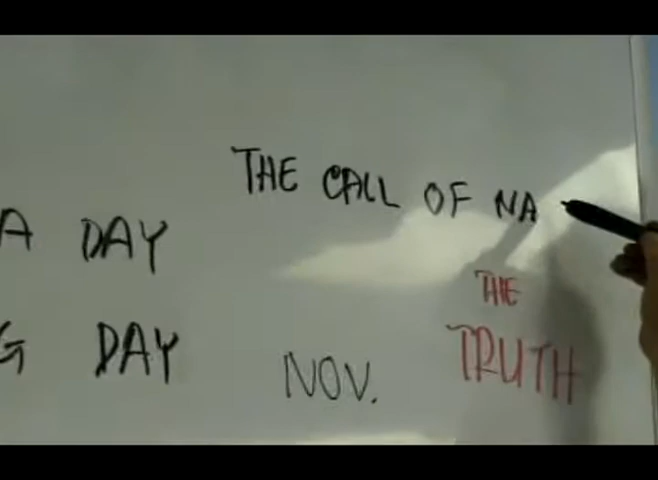 THE CALL OF NA
A DAY
THE
G DAY
NOV.
TRUTH